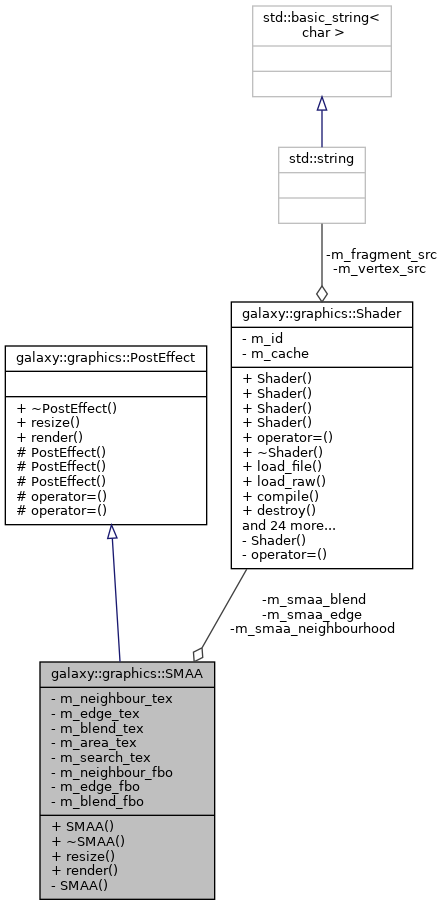 std::basic_string<
char >
std::string
-m_fragment_src
-m_vertex_src
galaxy::graphics::Shader
- m_id
- m_cache
+ Shader()
+ Shader()
+ Shader()
+ Shader()
+ operator=()
+ ~Shader()
+ load_file()
+ load_raw()
+ compile()
+ destroy()
and 24 more...
- Shader()
- operator=()
galaxy::graphics::PostEffect
+ ~PostEffect()
+ resize()
+ render()
# PostEffect()
# PostEffect()
# PostEffect()
# operator=()
# operator=()
-m_smaa_blend
-m_smaa_edge
-m_smaa_neighbourhood
galaxy::graphics::SMAA
- m_neighbour_tex
- m_edge_tex
- m_blend_tex
- m_area_tex
- m_search_tex
- m_neighbour_fbo
- m_edge_fbo
- m_blend_fbo
+ SMAA()
+ ~SMAA()
+ resize()
+ render()
- SMAA()